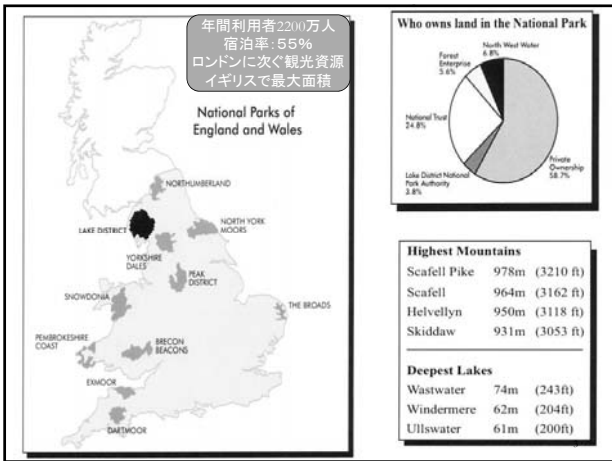 年間利用者2200万人
宿泊率:55%
ロンドンに次ぐ観光資源
イギリスで最大面積
National Parks of
England and Wales
NORTHUMBERLAND
LAKE DISTRICT
NORTH YORK
MOORS
YORKSHIRE
DALES
PEAK
DISTRICT
SNOWDONIA
THE BROADS
PEMBROKESHIRE
COAST
BRECON
BEACONS
EXMOOR
DARTMOOR
Who owns land in the National Park
North West Water
6.8%
Forest
Enterprise
5.6%
National Trust
24.8%
Lake District National
Park Authority
3.8%
Private
Ownership
58.7%
Highest Mountains
Scafell Pike 978m (3210 ft)
Scafell 964m (3162 ft)
Helvellyn 950m (3118 ft)
Skiddaw 931m (3053 ft)
Deepest Lakes
Wastwater 74m (243ft)
Windermere 62m (204ft)
Ullswater 61m (200ft)